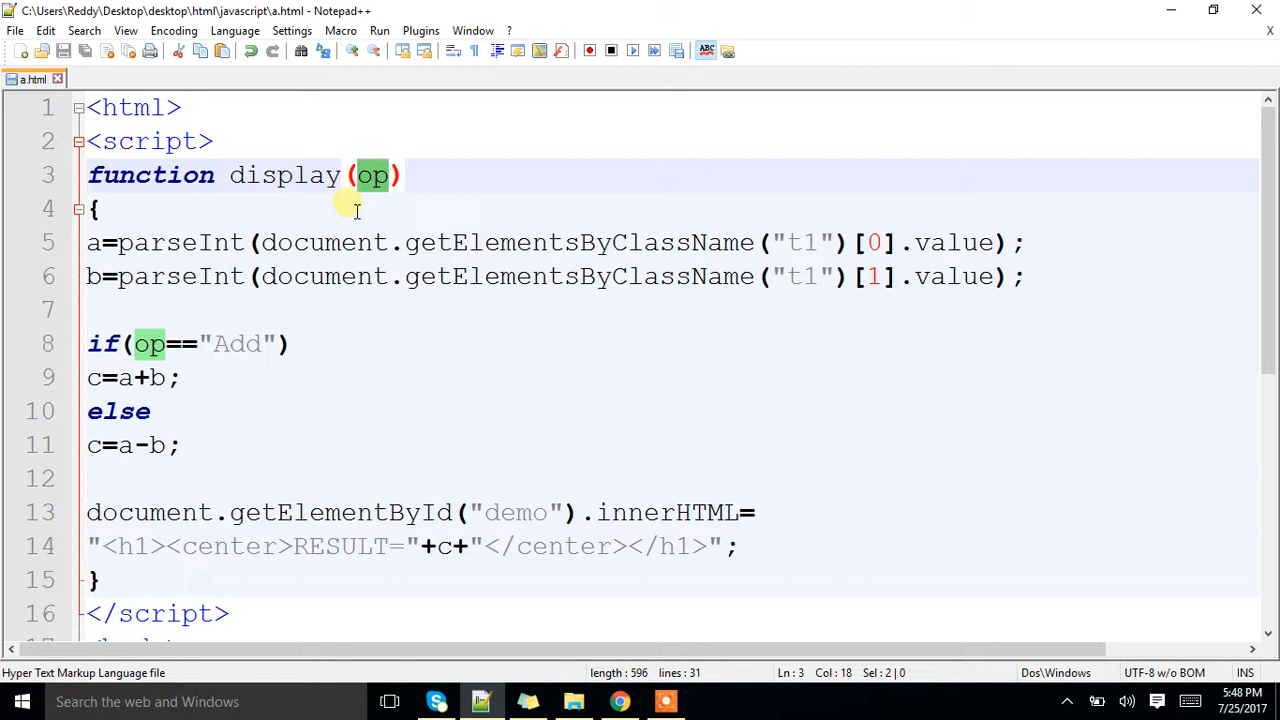 C:\Users\Reddy\Desktop\desktop\html\javascript\a.html - Notepad++
File Edit Search View Encoding Language Settings Macro Run Plugins Window ? X
ABC
a.html
1 <html>
2 <script>
3 function display(op)
4 {
5 a=parseInt(document.getElementsByClassName("t1")[0].value);
6 b=parseInt(document.getElementsByClassName("t1")[1].value);
7
8 if(op=="Add")
9 c=a+b;
10 else
11 c=a-b;
12
13 document.getElementById("demo").innerHTML=
14 "<h1><center>RESULT="+c+"</center></h1>";
15 }
16 </script>
Hyper Text Markup Language file length : 596 lines : 31 Ln : 3 Col : 18 Sel : 2 | 0 Dos\Windows UTF-8 w/o BOM INS
Search the web and Windows
5:48 PM
7/25/2017